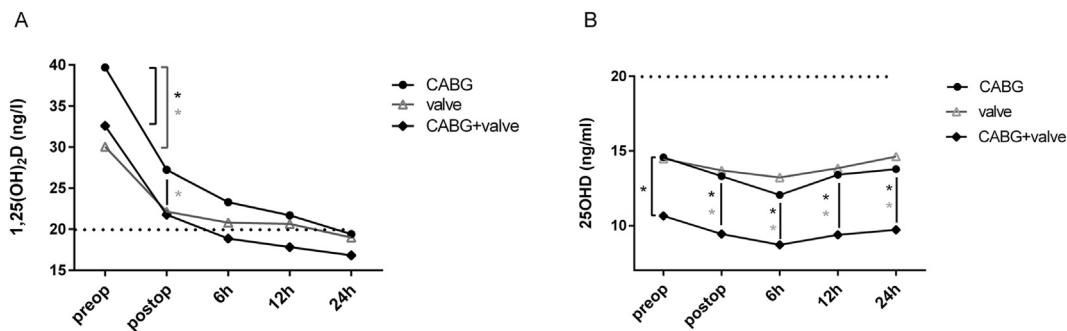 A
1,25(OH)₂D (ng/l)
40
35
30
25
20
15
preop
postop
6h
12h
24h
*
*
*
CABG
valve
CABG+valve
B
25OHD (ng/ml)
20
15
10
preop
postop
6h
12h
24h
*
*
*
*
*
*
*
*
*
CABG
valve
CABG+valve